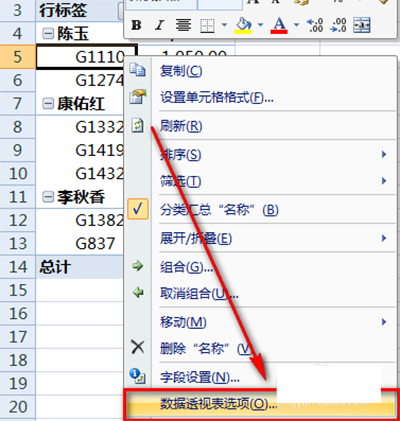 3 行标签
B I
4 陈玉
5 G1110 1,050.00
6 G1274
7 康佑红
8 G1332
9 G1419
10 G1432
11 李秋香
12 G1382
13 G837
14 总计
15
16
17
18
19
20
复制(C)
设置单元格格式(F)...
刷新(R)
排序(S)
筛选(T)
分类汇总“名称”(B)
展开/折叠(E)
组合(G)...
取消组合(U)...
移动(M)
删除“名称”(V)
字段设置(N)...
数据透视表选项(O)...